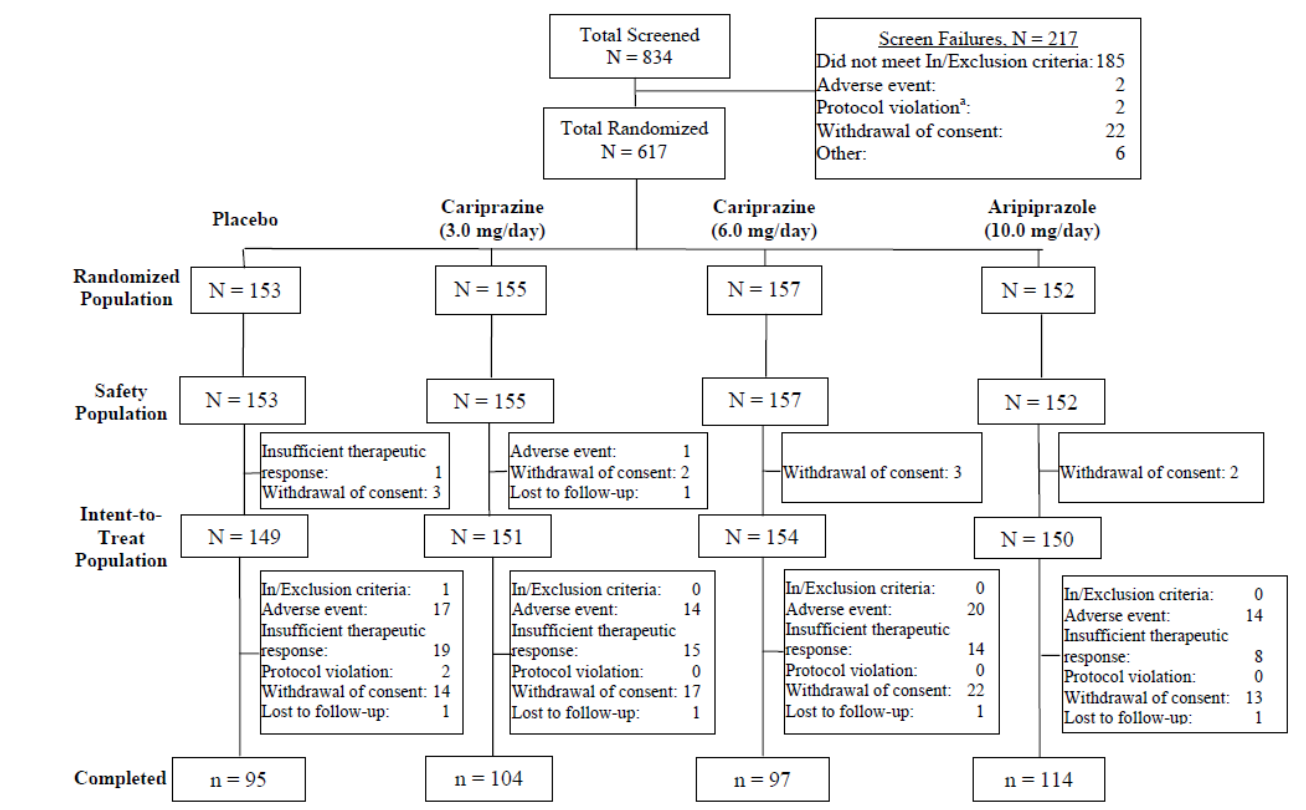 Total Screened
N = 834
Screen Failures, N = 217
Did not meet In/Exclusion criteria: 185
Adverse event: 2
Protocol violationᵃ: 2
Withdrawal of consent: 22
Other: 6
Total Randomized
N = 617
Placebo
Cariprazine
(3.0 mg/day)
Cariprazine
(6.0 mg/day)
Aripiprazole
(10.0 mg/day)
Randomized
Population
N = 153
N = 155
N = 157
N = 152
Safety
Population
N = 153
N = 155
N = 157
N = 152
Insufficient therapeutic
response: 1
Withdrawal of consent: 3
Adverse event: 1
Withdrawal of consent: 2
Lost to follow-up: 1
Withdrawal of consent: 3
Withdrawal of consent: 2
Intent-to-
Treat
Population
N = 149
N = 151
N = 154
N = 150
In/Exclusion criteria: 1
Adverse event: 17
Insufficient therapeutic
response: 19
Protocol violation: 2
Withdrawal of consent: 14
Lost to follow-up: 1
In/Exclusion criteria: 0
Adverse event: 14
Insufficient therapeutic
response: 15
Protocol violation: 0
Withdrawal of consent: 17
Lost to follow-up: 1
In/Exclusion criteria: 0
Adverse event: 20
Insufficient therapeutic
response: 14
Protocol violation: 0
Withdrawal of consent: 22
Lost to follow-up: 1
In/Exclusion criteria: 0
Adverse event: 14
Insufficient therapeutic
response: 8
Protocol violation: 0
Withdrawal of consent: 13
Lost to follow-up: 1
Completed
n = 95
n = 104
n = 97
n = 114